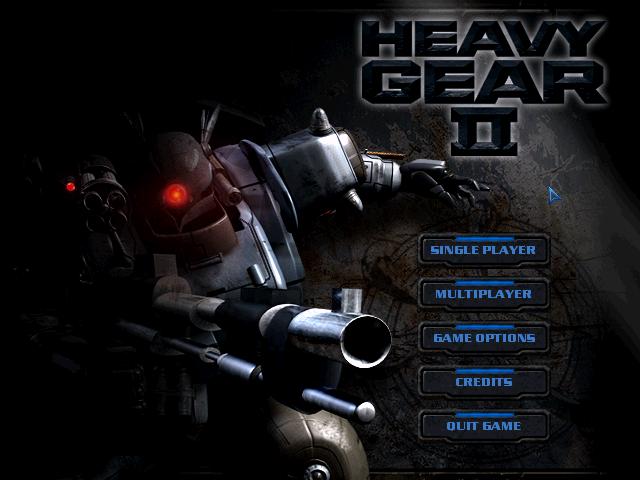 HEAVY
GEAR
II
SINGLE PLAYER
MULTIPLAYER
GAME OPTIONS
CREDITS
QUIT GAME